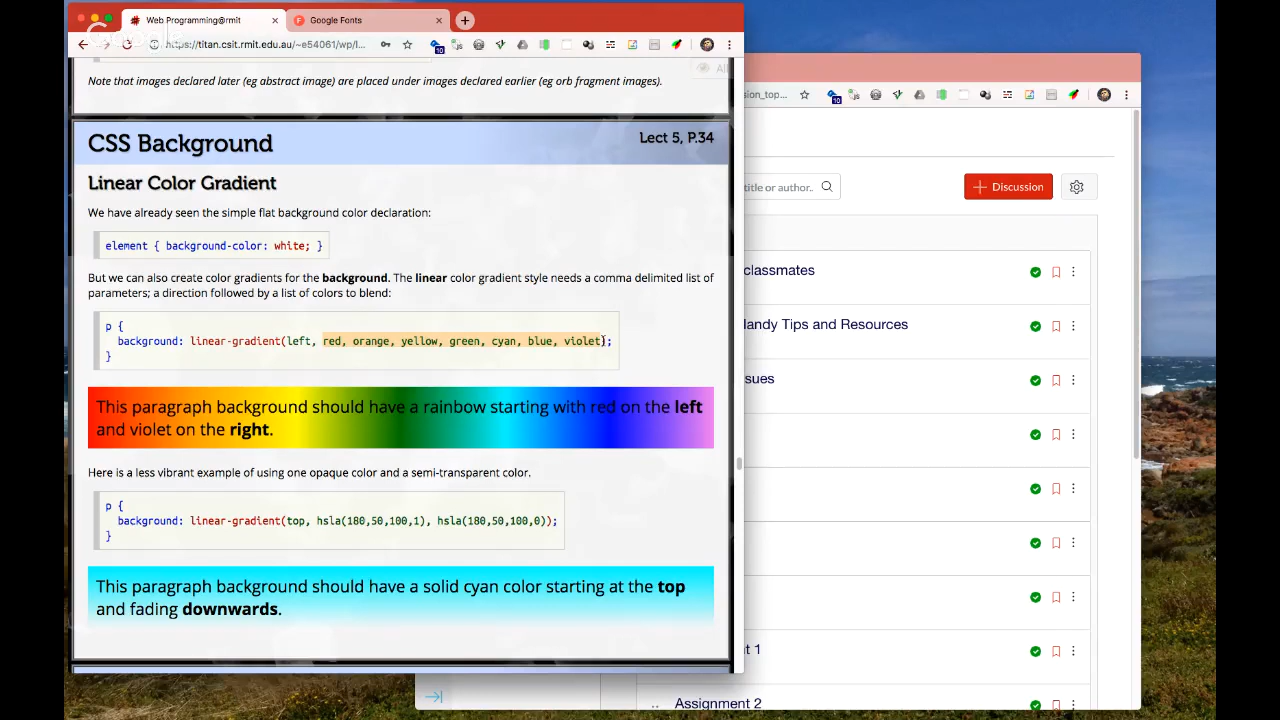 Web Programming@rmit
Google Fonts
https://titan.csit.rmit.edu.au/~e54061/wp/l...
10
Note that images declared later (eg abstract image) are placed under images declared earlier (eg orb fragment images).
All
CSS Background
Lect 5, P.34
Linear Color Gradient
We have already seen the simple flat background color declaration:
element { background-color: white; }
But we can also create color gradients for the background. The linear color gradient style needs a comma delimited list of
parameters; a direction followed by a list of colors to blend:
p {
background: linear-gradient(left, red, orange, yellow, green, cyan, blue, violet);
}
This paragraph background should have a rainbow starting with red on the left
and violet on the right.
Here is a less vibrant example of using one opaque color and a semi-transparent color.
p {
background: linear-gradient(top, hsla(180,50,100,1), hsla(180,50,100,0));
}
This paragraph background should have a solid cyan color starting at the top
and fading downwards.
sion_top...
10
title or author..
Discussion
classmates
landy Tips and Resources
sues
t 1
Assignment 2